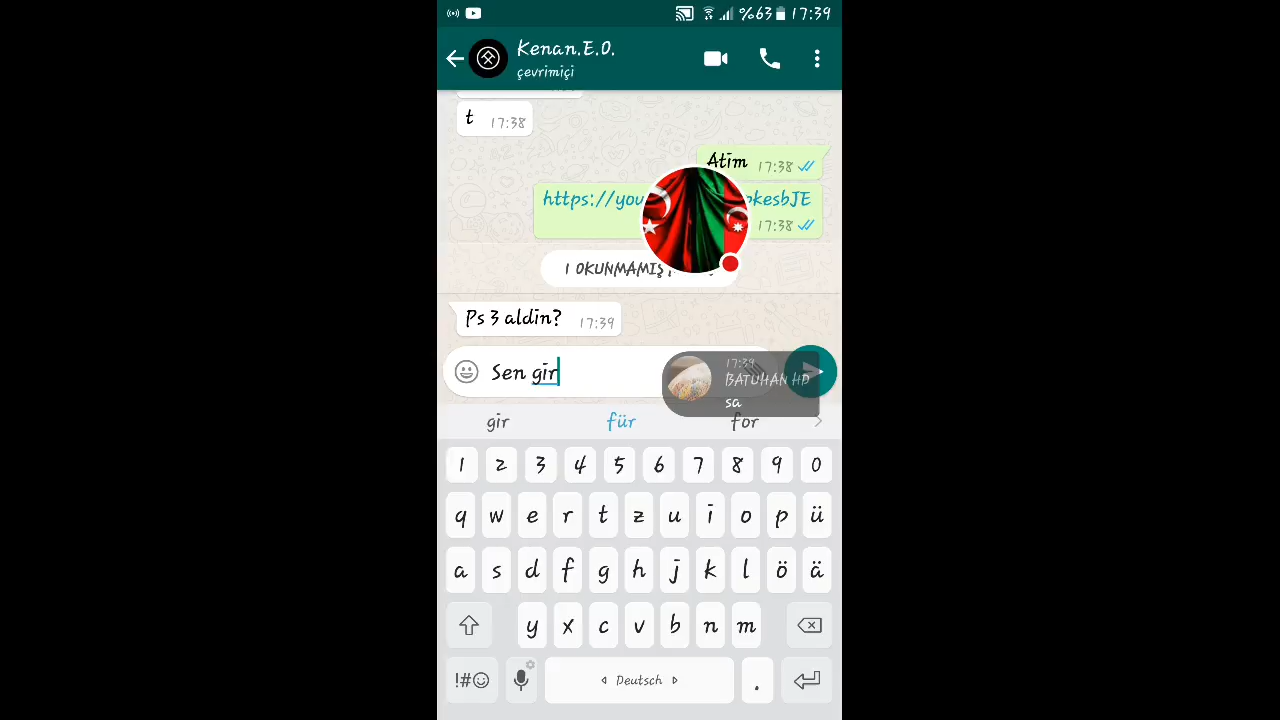 %63 17:39
Kenan.E.O.
çevrimiçi
t 17:38
Atim 17:38
https://you kesbJE
17:38
1 OKUNMAMIŞ
Ps 3 aldin? 17:39
Sen gir
17:39
BATUHAN HD
sa
gir für for
1 2 3 4 5 6 7 8 9 0
q w e r t z u i o p ü
a s d f g h j k l ö ä
y x c v b n m
!#☺ Deutsch .